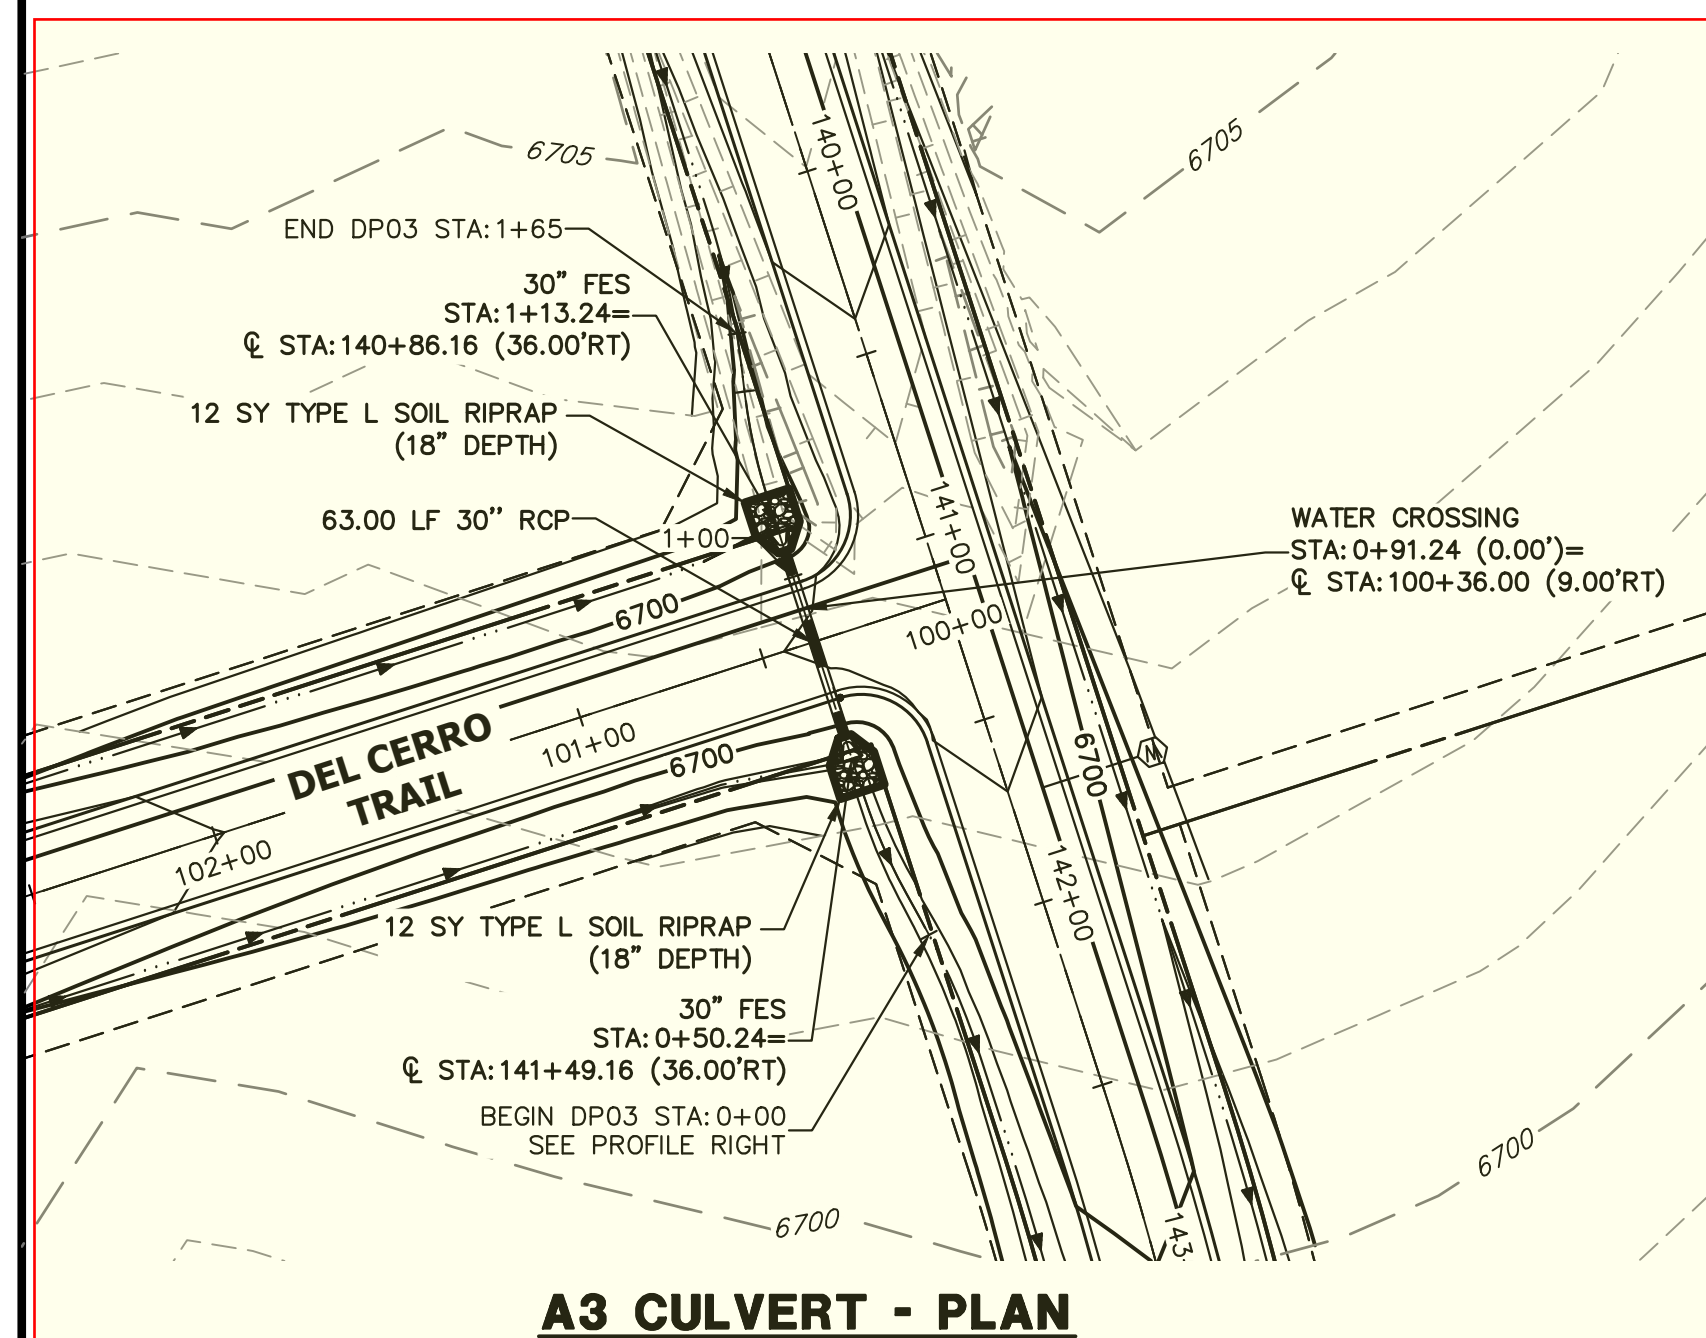 140+00
6705
6705
END DP03 STA:1+65
30" FES
STA:1+13.24=
℄ STA:140+86.16 (36.00'RT)
12 SY TYPE L SOIL RIPRAP
(18" DEPTH)
63.00 LF 30'' RCP
1+00
141+00
WATER CROSSING
STA:0+91.24 (0.00')=
℄ STA:100+36.00 (9.00'RT)
6700
100+00
DEL CERRO
TRAIL
101+00
6700
6700
M
102+00
142+00
12 SY TYPE L SOIL RIPRAP
(18" DEPTH)
30" FES
STA:0+50.24=
℄ STA:141+49.16 (36.00'RT)
BEGIN DP03 STA:0+00
SEE PROFILE RIGHT
6700
6700
143
A3 CULVERT - PLAN